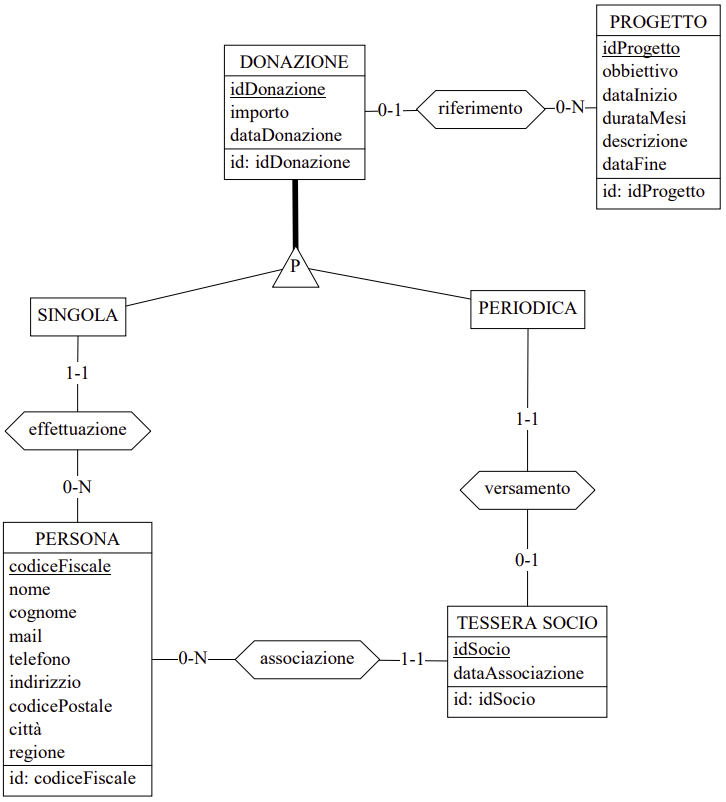 PROGETTO
idProgetto
obbiettivo
dataInizio
durataMesi
descrizione
dataFine
id: idProgetto
DONAZIONE
idDonazione
importo
dataDonazione
id: idDonazione
0-1
riferimento
0-N
P
SINGOLA
PERIODICA
1-1
effettuazione
0-N
1-1
versamento
0-1
PERSONA
codiceFiscale
nome
cognome
mail
telefono
indirizzio
codicePostale
città
regione
id: codiceFiscale
0-N
associazione
1-1
TESSERA SOCIO
idSocio
dataAssociazione
id: idSocio